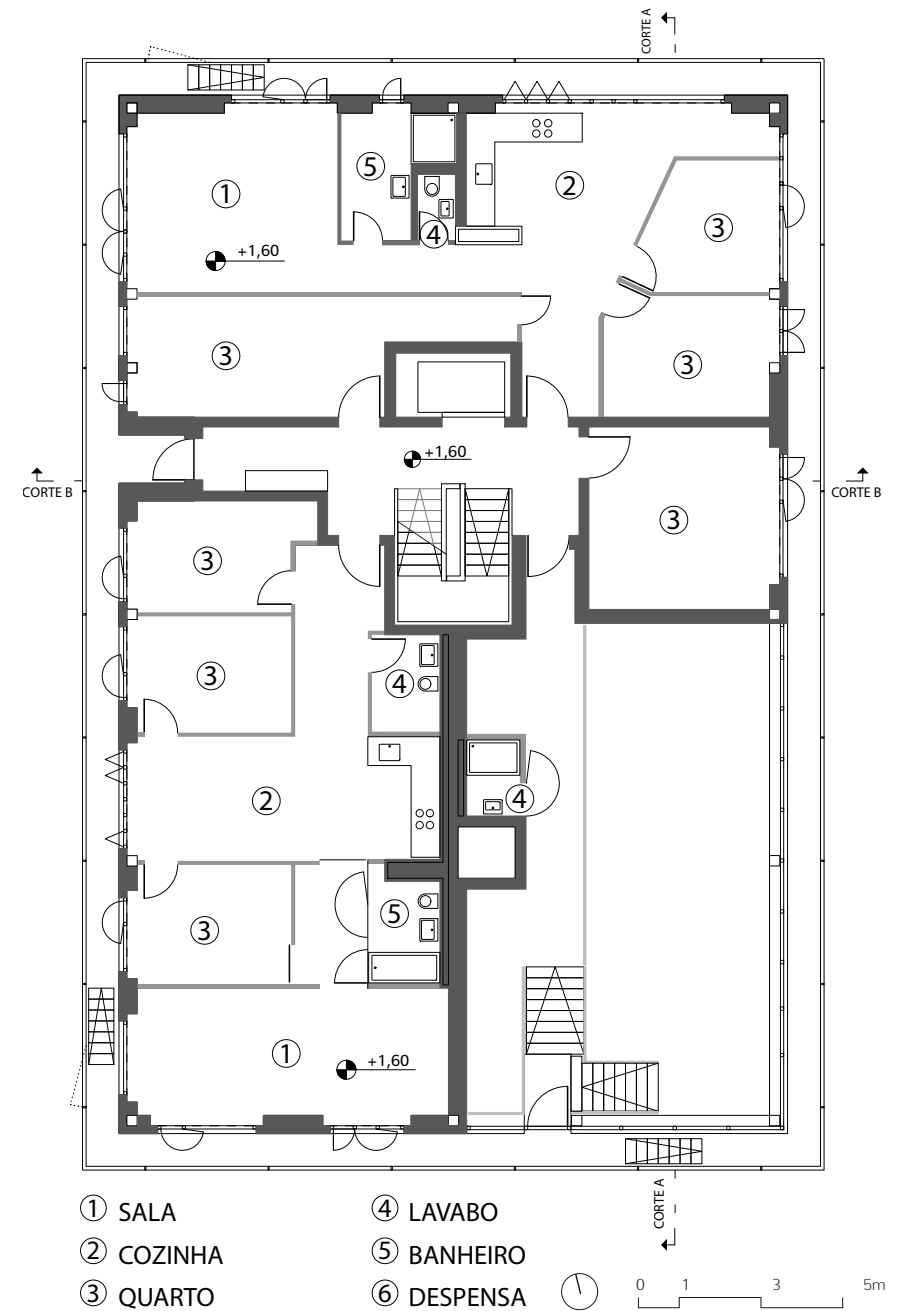 CORTE A
5
1
2
3
4
+1,60
3
3
+1,60
CORTE B
CORTE B
3
3
3
4
2
4
3
5
1
+1,60
CORTE A
1 SALA
2 COZINHA
3 QUARTO
4 LAVABO
5 BANHEIRO
6 DESPENSA
0 1 3 5m